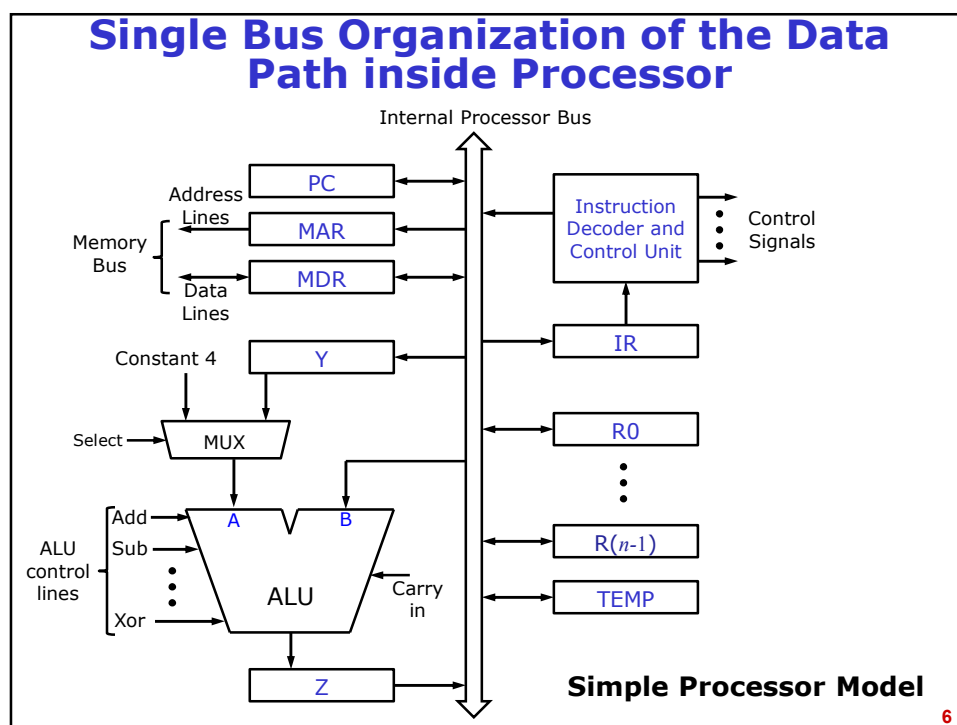 Single Bus Organization of the Data
Path inside Processor
Internal Processor Bus
PC
Address
Lines
MAR
Memory
Bus
MDR
Data
Lines
Instruction
Decoder and
Control Unit
Control
Signals
IR
Constant 4
Y
Select
MUX
R0
A
B
Add
Sub
ALU
control
lines
Xor
ALU
Carry
in
R(n-1)
TEMP
Z
Simple Processor Model
6